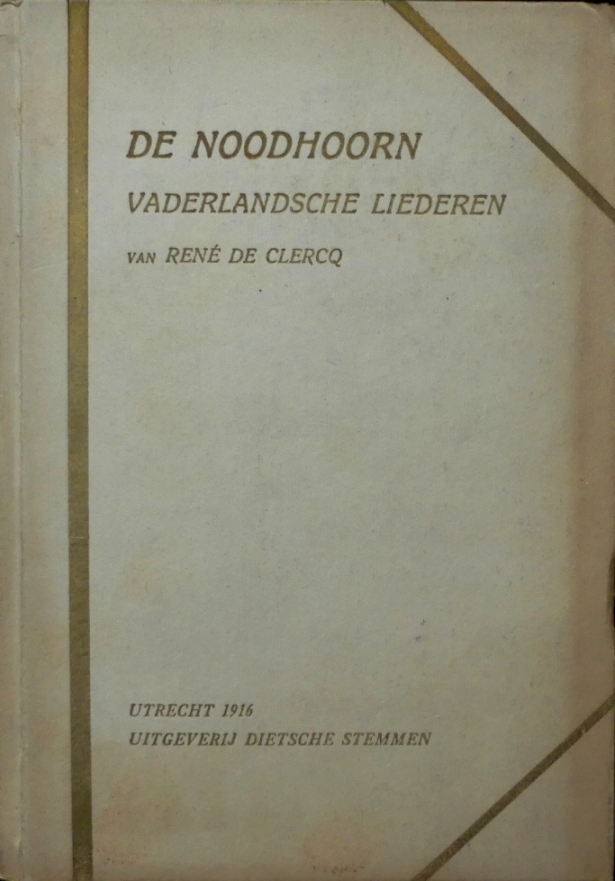 DE NOODHOORN
VADERLANDSCHE LIEDEREN
VAN RENÉ DE CLERCQ
UTRECHT 1916
UITGEVERIJ DIETSCHE STEMMEN